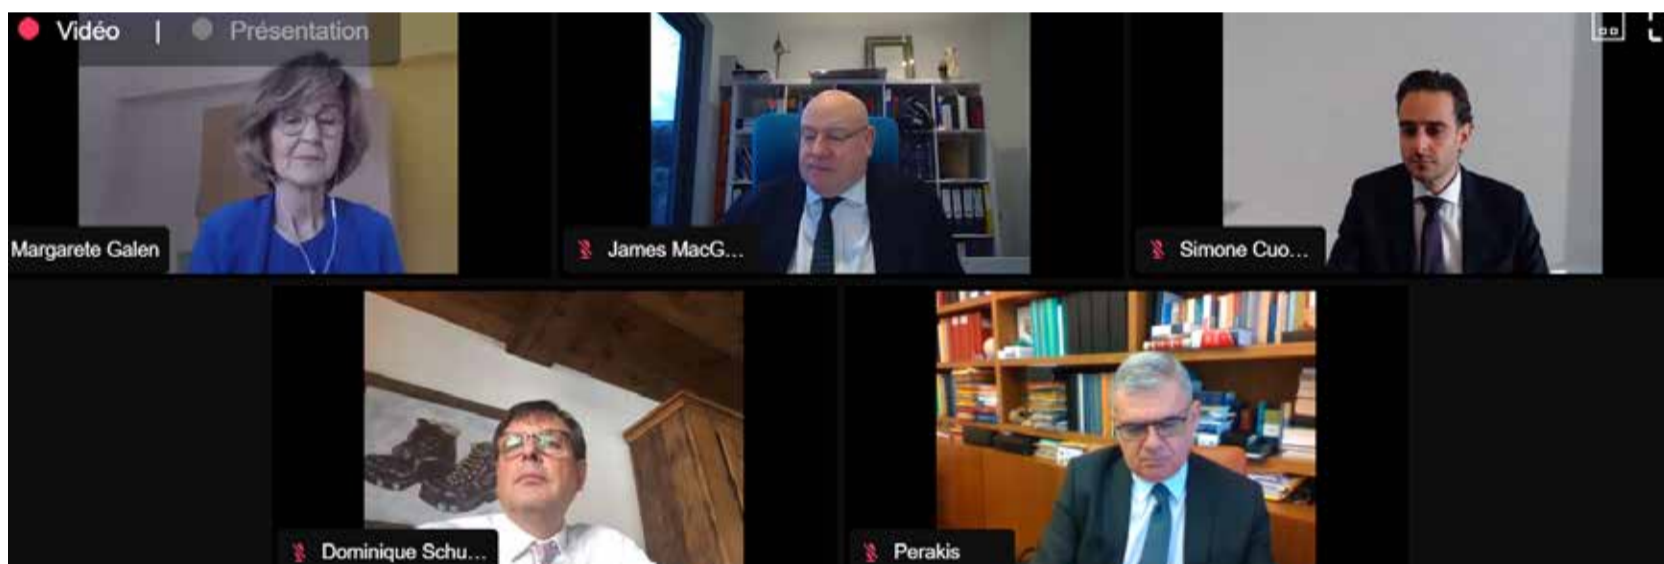 Vidéo | Présentation
Margarete Galen
James MacG...
Simone Cuo...
Dominique Schu...
Perakis